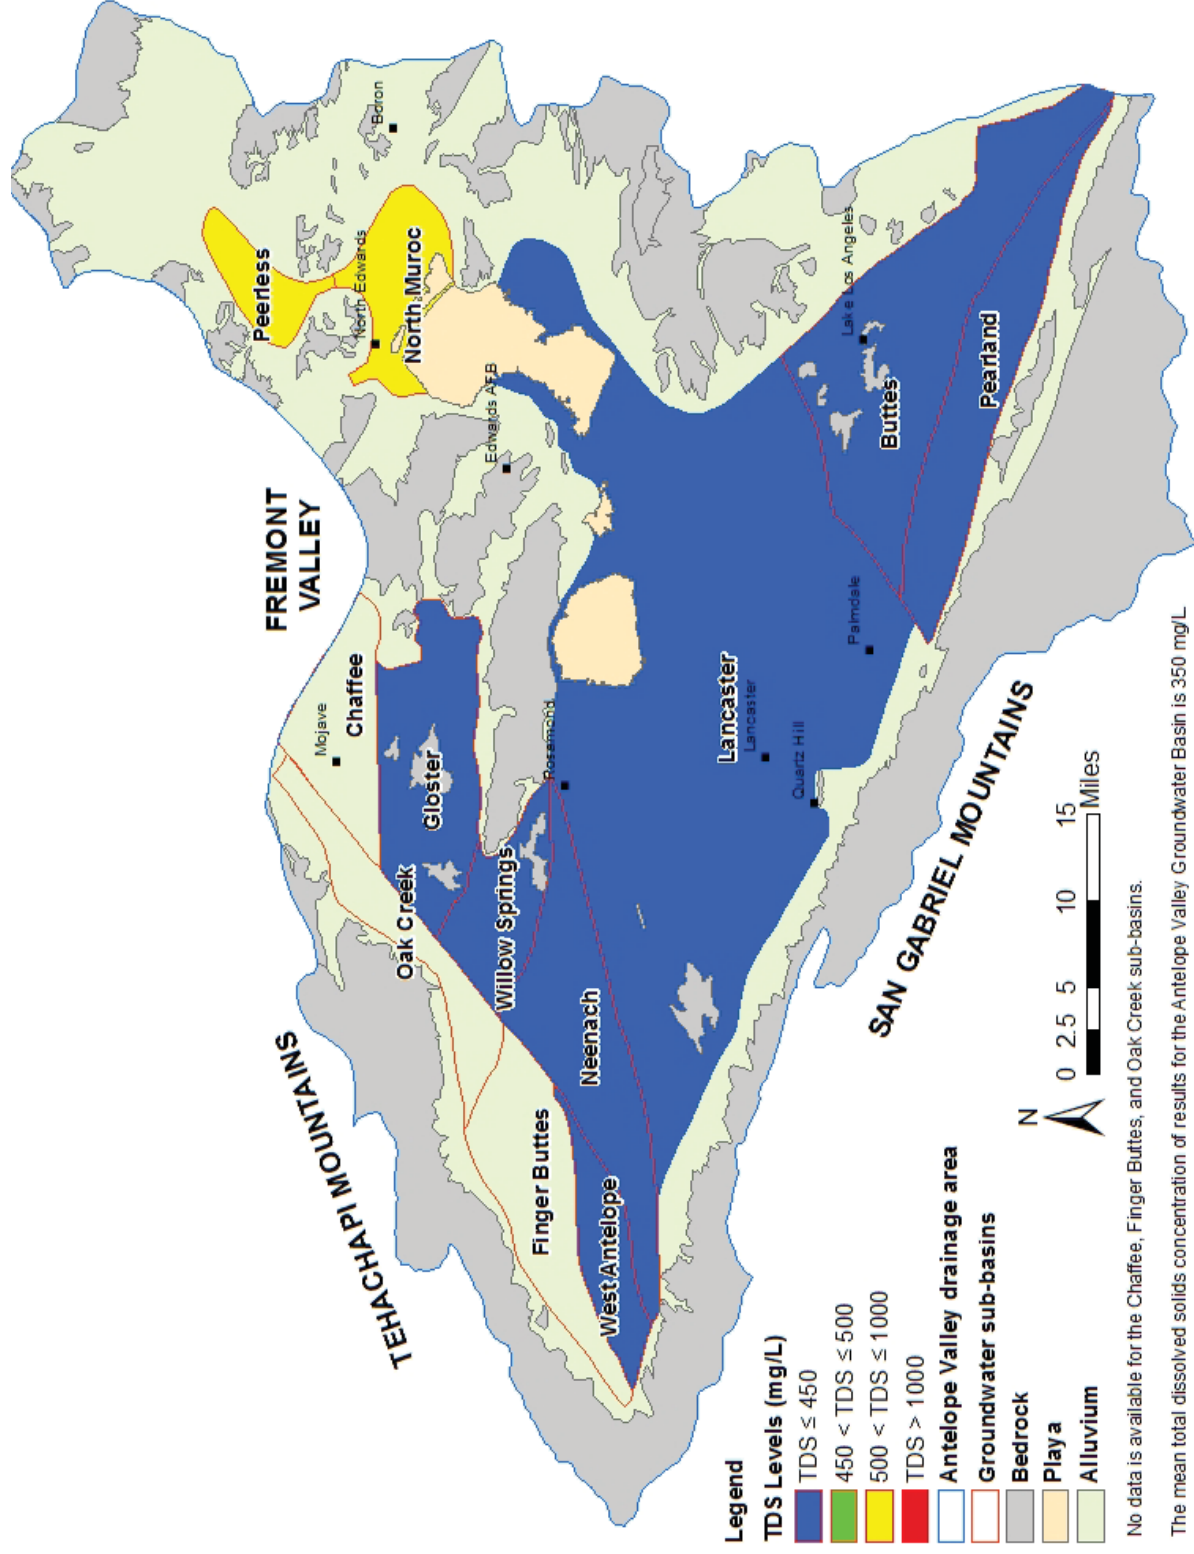 FREMONT
VALLEY
TEHACHAPI MOUNTAINS
SAN GABRIEL MOUNTAINS
Peerless
North Muroc
North Edwards
Boron
Edwards AFB
Chaffee
Mojave
Gloster
Oak Creek
Willow Springs
Rosamond
Finger Buttes
West Antelope
Neenach
Lancaster
Lancaster
Quartz Hill
Palmdale
Buttes
Lake Los Angeles
Pearland
Legend
TDS Levels (mg/L)
TDS ≤ 450
450 < TDS ≤ 500
500 < TDS ≤ 1000
TDS > 1000
Antelope Valley drainage area
Groundwater sub-basins
Bedrock
Playa
Alluvium
N
0 2.5 5 10 15
Miles
No data is available for the Chaffee, Finger Buttes, and Oak Creek sub-basins.
The mean total dissolved solids concentration of results for the Antelope Valley Groundwater Basin is 350 mg/L.